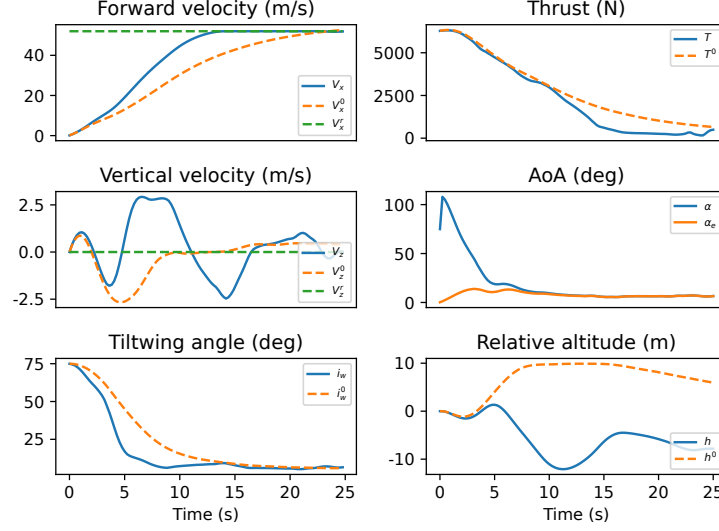 Forward velocity (m/s)
40
20
0
V_x
V_x^0
V_x^r
Thrust (N)
5000
2500
0
T
T^0
Vertical velocity (m/s)
2.5
0.0
-2.5
V_z
V_z^0
V_z^r
AoA (deg)
100
50
0
α
α_e
Tiltwing angle (deg)
75
50
25
i_w
i_w^0
0 5 10 15 20 25
Time (s)
Relative altitude (m)
10
0
-10
h
h^0
0 5 10 15 20 25
Time (s)